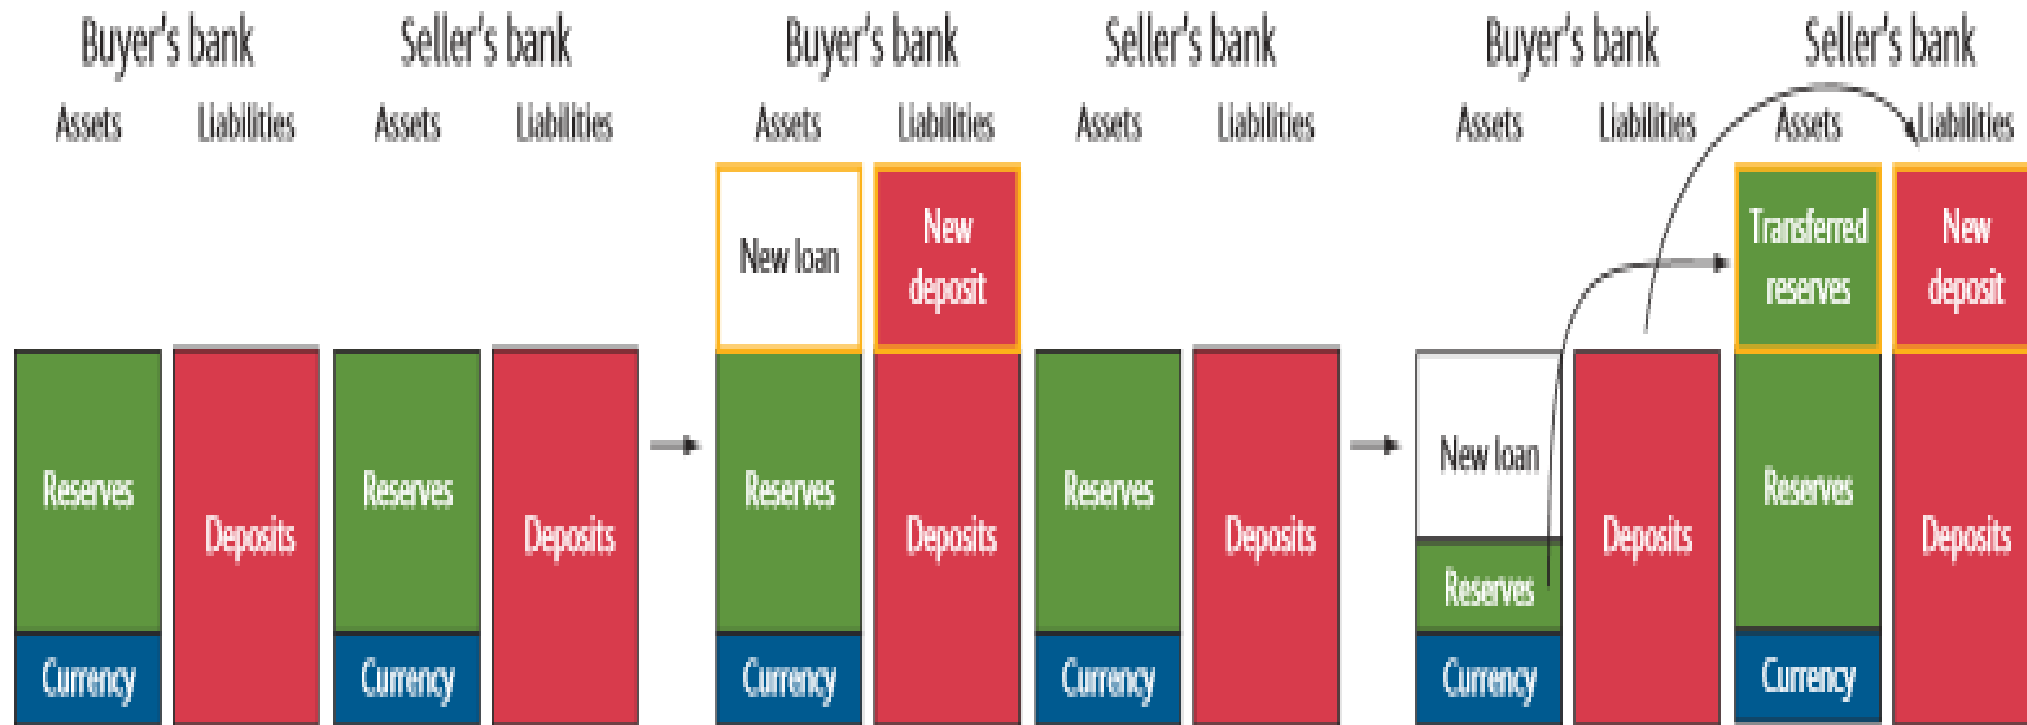 Buyer's bank Seller's bank Buyer's bank Seller's bank Buyer's bank Seller's bank
Assets Liabilities Assets Liabilities Assets Liabilities Assets Liabilities Assets Liabilities Assets Liabilities
New loan
New
deposit
Transferred
reserves
New
deposit
Reserves
Deposits
Reserves
Deposits
Reserves
Deposits
Reserves
Deposits
New loan
Reserves
Deposits
Reserves
Deposits
Currency Currency Currency Currency Currency Currency